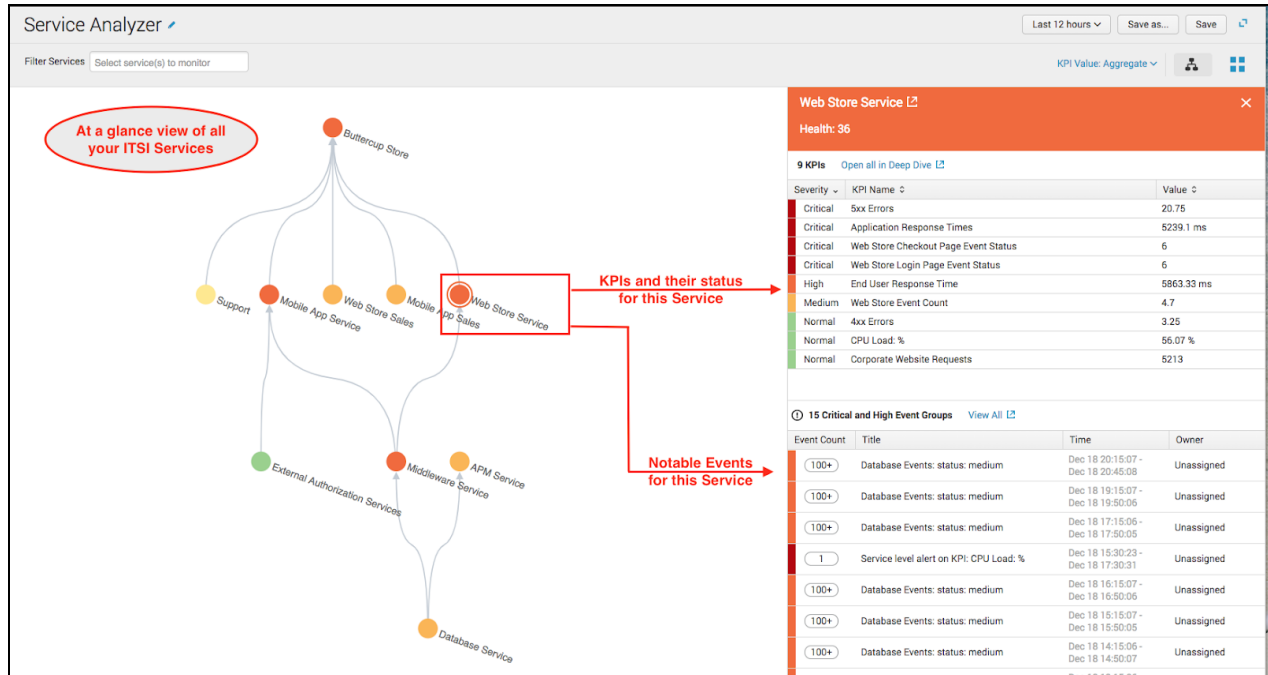 Service Analyzer
Last 12 hours
Save as...
Save
Filter Services
Select service(s) to monitor
KPI Value: Aggregate
At a glance view of all
your ITSI Services
Buttercup Store
Support
Mobile App Service
Web Store Sales
Mobile App Sales
Web Store Service
External Authorization Services
Middleware Service
APM Service
Database Service
KPIs and their status
for this Service
Notable Events
for this Service
Web Store Service
Health: 36
9 KPIs Open all in Deep Dive
Severity KPI Name Value
Critical 5xx Errors 20.75
Critical Application Response Times 5239.1 ms
Critical Web Store Checkout Page Event Status 6
Critical Web Store Login Page Event Status 6
High End User Response Time 5863.33 ms
Medium Web Store Event Count 4.7
Normal 4xx Errors 3.25
Normal CPU Load: % 56.07 %
Normal Corporate Website Requests 5213
15 Critical and High Event Groups View All
Event Count Title Time Owner
100+ Database Events: status: medium Dec 18 20:15:07 - Unassigned
Dec 18 20:45:08
100+ Database Events: status: medium Dec 18 19:15:07 - Unassigned
Dec 18 19:50:06
100+ Database Events: status: medium Dec 18 17:15:06 - Unassigned
Dec 18 17:50:05
1 Service level alert on KPI: CPU Load: % Dec 18 15:30:23 - Unassigned
Dec 18 17:30:31
100+ Database Events: status: medium Dec 18 16:15:07 - Unassigned
Dec 18 16:50:06
100+ Database Events: status: medium Dec 18 15:15:07 - Unassigned
Dec 18 15:50:05
100+ Database Events: status: medium Dec 18 14:15:06 - Unassigned
Dec 18 14:50:07